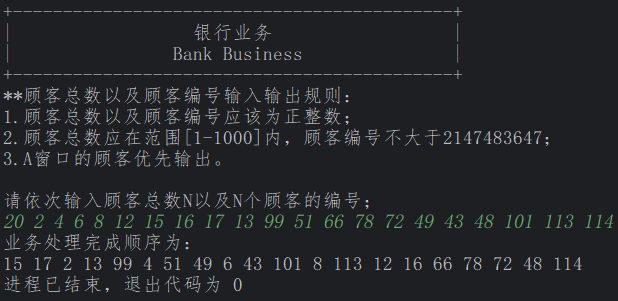 +---------------------------------------------+
| 银行业务 |
| Bank Business |
+---------------------------------------------+
**顾客总数以及顾客编号输入输出规则：
1.顾客总数以及顾客编号应该为正整数；
2.顾客总数应在范围[1-1000]内，顾客编号不大于2147483647；
3.A窗口的顾客优先输出。
请依次输入顾客总数N以及N个顾客的编号；
20 2 4 6 8 12 15 16 17 13 99 51 66 78 72 49 43 48 101 113 114
业务处理完成顺序为：
15 17 2 13 99 4 51 49 6 43 101 8 113 12 16 66 78 72 48 114
进程已结束，退出代码为 0